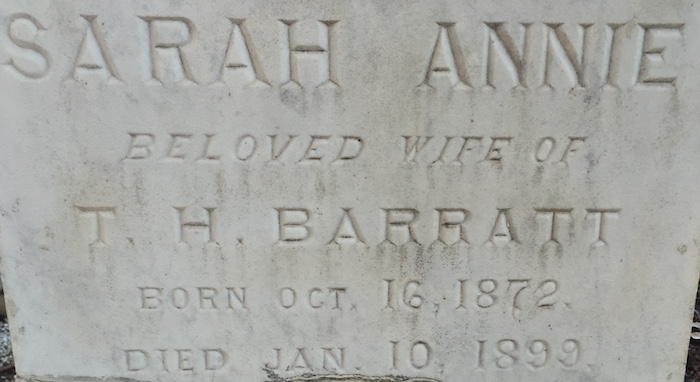 SARAH ANNIE
BELOVED WIFE OF
T. H. BARRATT
BORN OCT. 16, 1872.
DIED JAN. 10, 1899.